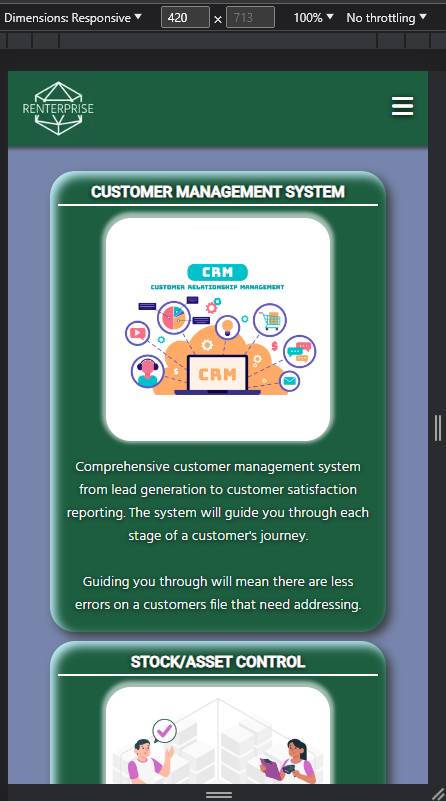 Dimensions: Responsive 420 × 713 100% No throttling
RENTERPRISE
CUSTOMER MANAGEMENT SYSTEM
CRM
CUSTOMER RELATIONSHIP MANAGEMENT
$
$
CRM
Comprehensive customer management system
from lead generation to customer satisfaction
reporting. The system will guide you through each
stage of a customer's journey.
Guiding you through will mean there are less
errors on a customers file that need addressing.
STOCK/ASSET CONTROL